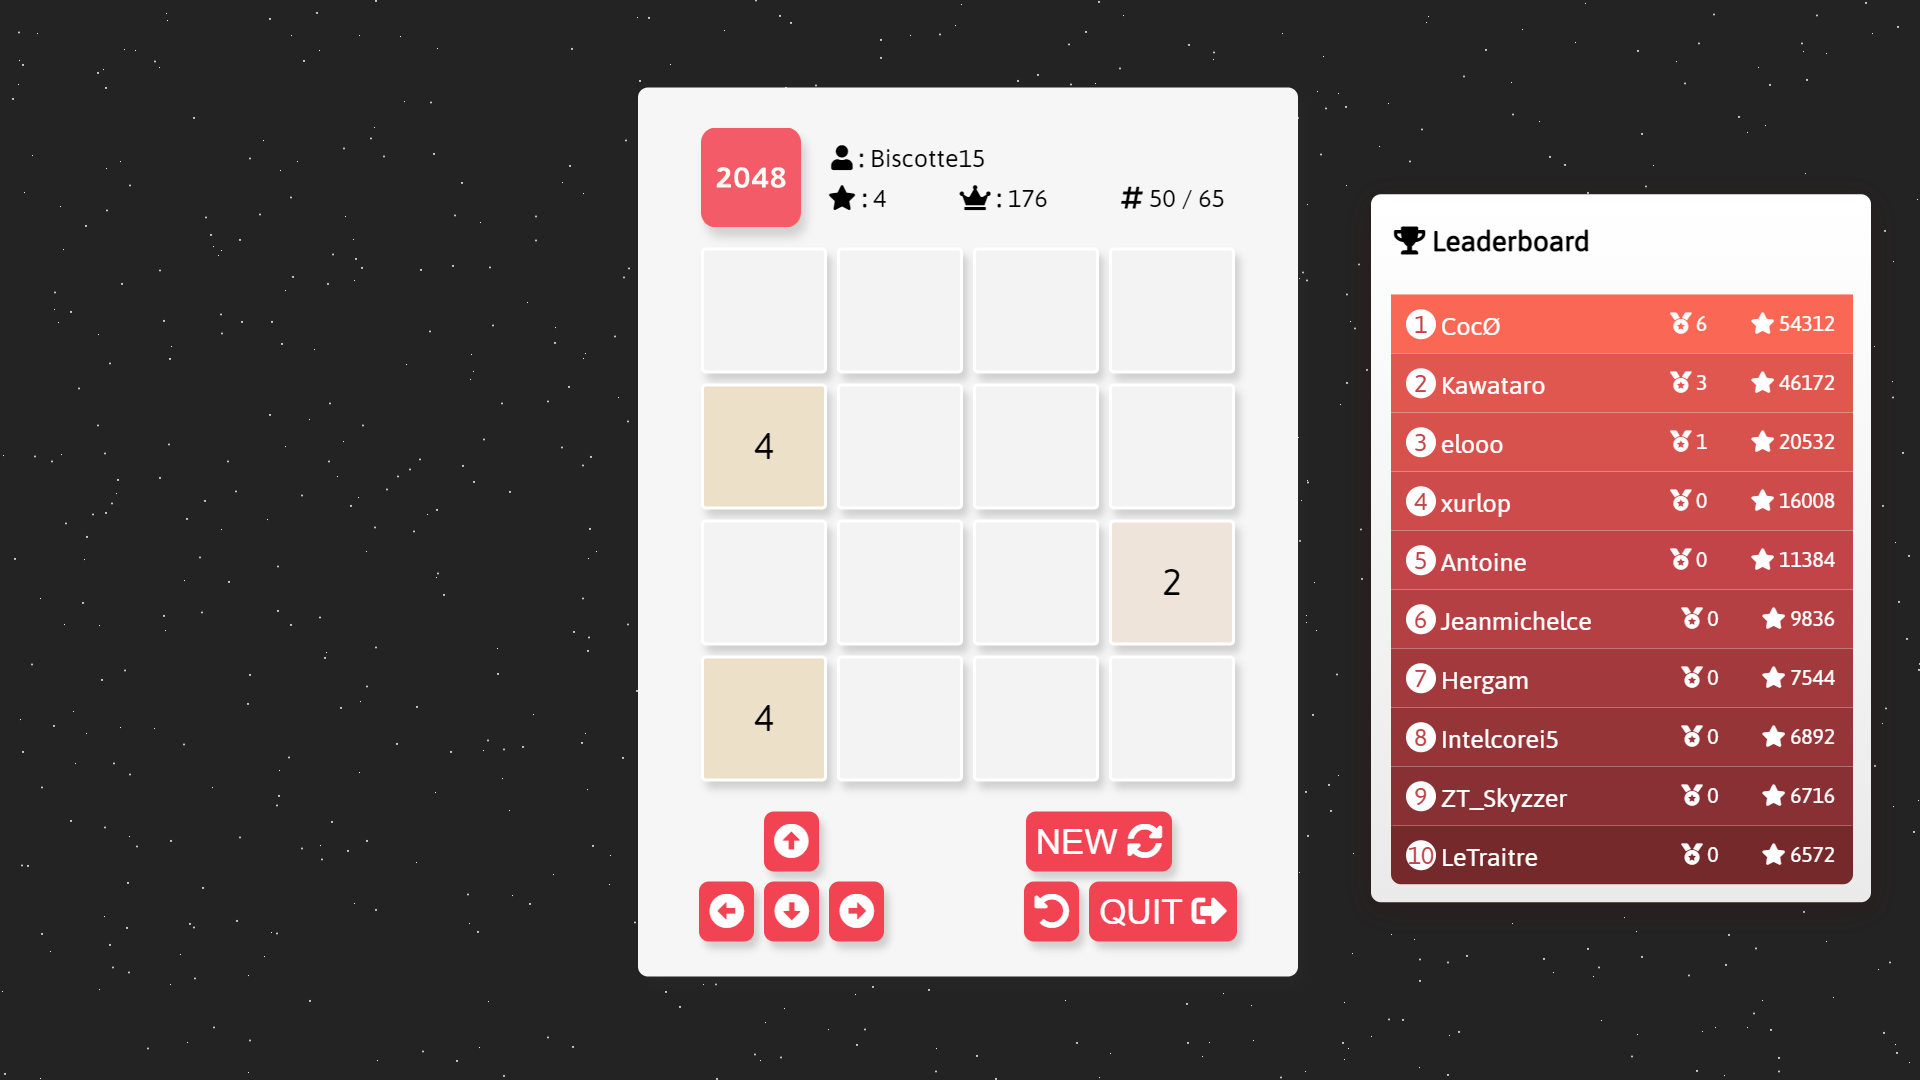 2048
: Biscotte15
: 4 : 176 # 50 / 65
4
2
4
NEW
QUIT
Leaderboard
1 CocØ 6 54312
2 Kawataro 3 46172
3 elooo 1 20532
4 xurlop 0 16008
5 Antoine 0 11384
6 Jeanmichelce 0 9836
7 Hergam 0 7544
8 Intelcorei5 0 6892
9 ZT_Skyzzer 0 6716
10 LeTraitre 0 6572